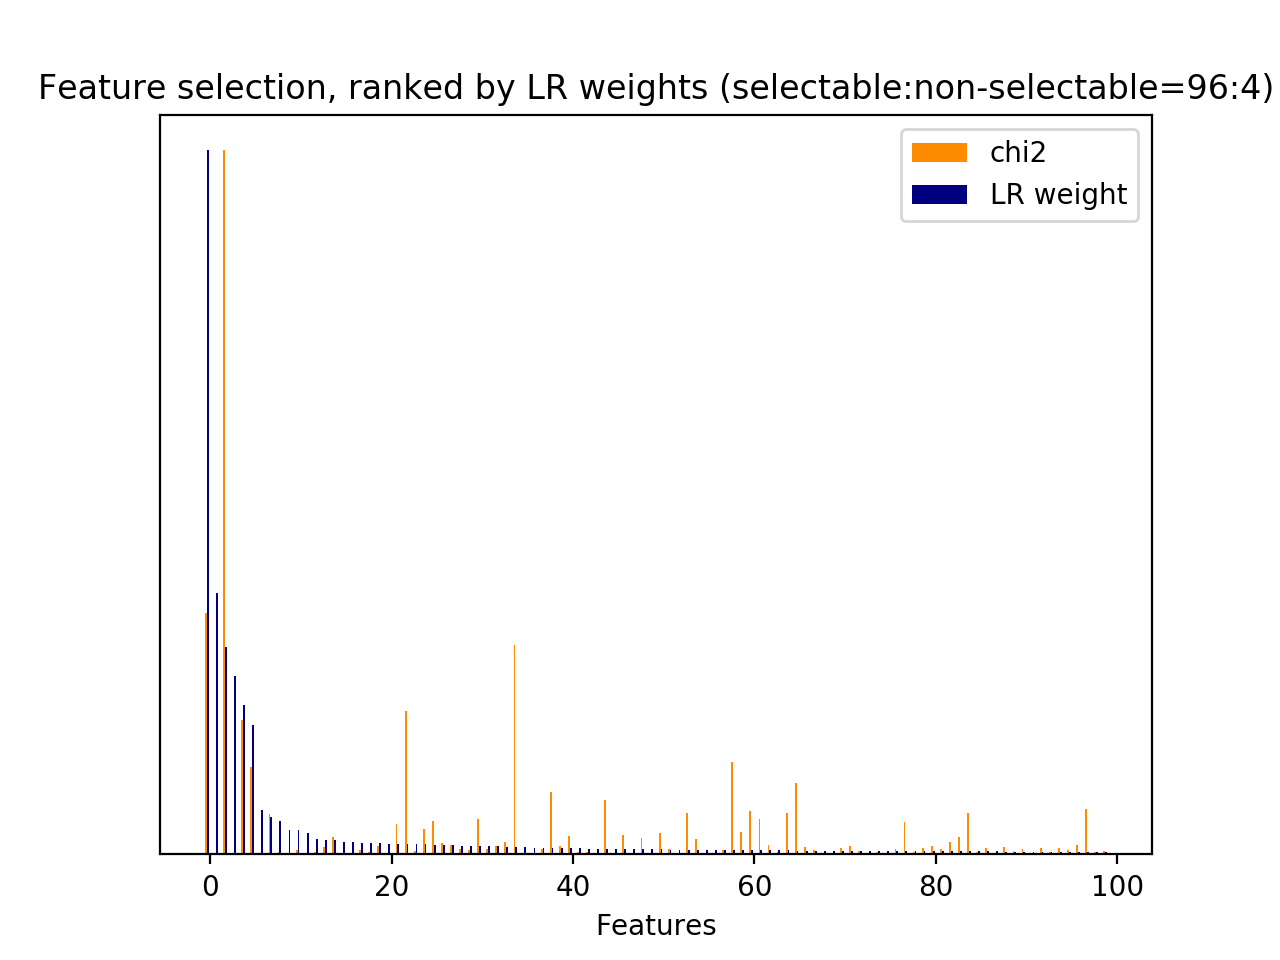 Feature selection, ranked by LR weights (selectable:non-selectable=96:4)
chi2
LR weight
0 20 40 60 80 100
Features